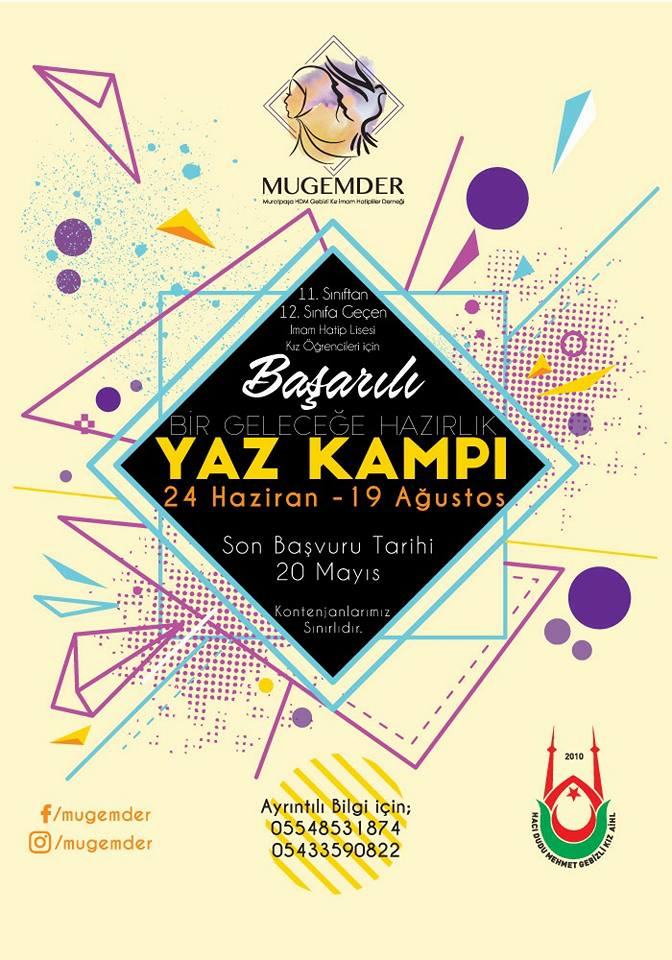 MUGEMDER
Muratpaşa HDM Gebizli Kız İmam Hatipliler Derneği
11. Sınıftan
12. Sınıfa Geçen
İmam Hatip Lisesi
Kız Öğrencileri için
Başarılı
BİR GELECEĞE HAZIRLIK
YAZ KAMPI
24 Haziran - 19 Ağustos
Son Başvuru Tarihi
20 Mayıs
Kontenjanlarımız
Sınırlıdır.
f/mugemder
/mugemder
Ayrıntılı Bilgi için;
05548531874
05433590822
2010
HACI DUDU MEHMET GEBİZLİ KIZ AİHL